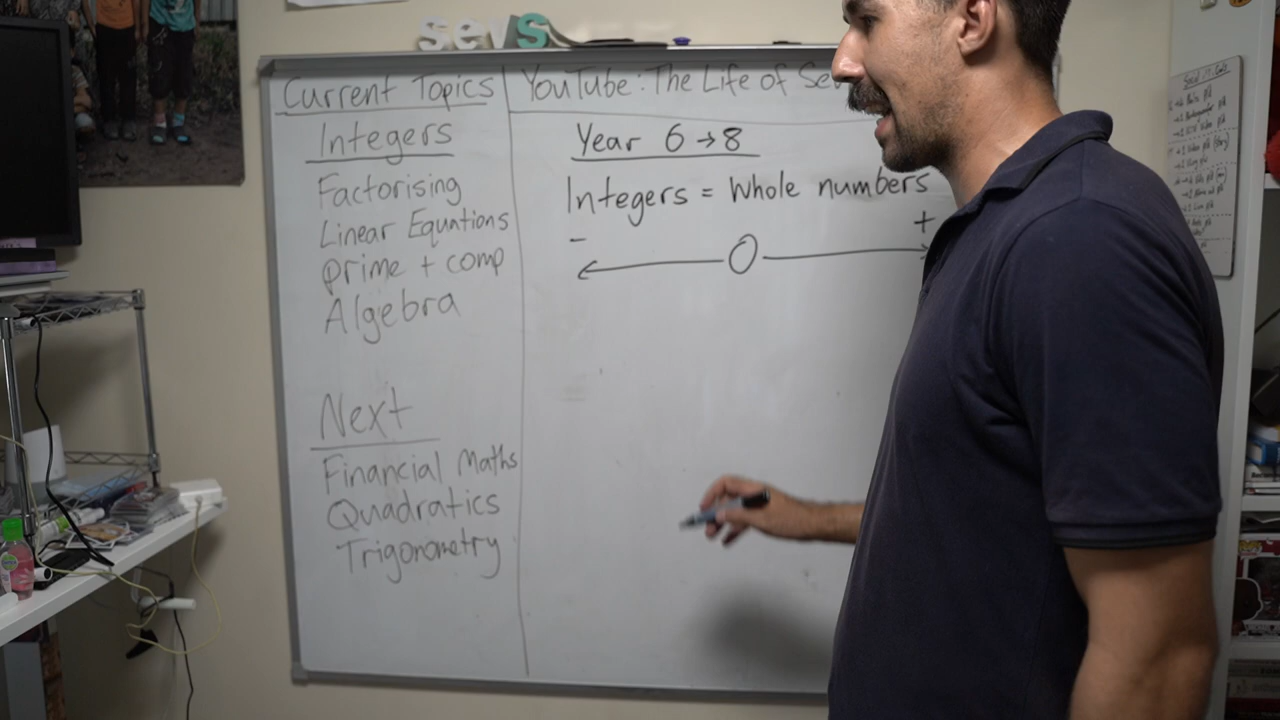 sevs
Current Topics
Integers
Factorising
Linear Equations
prime + comp
Algebra
Next
Financial Maths
Quadratics
Trigonometry
YouTube: The Life of Sev
Year 6 → 8
Integers = Whole numbers
- +
0